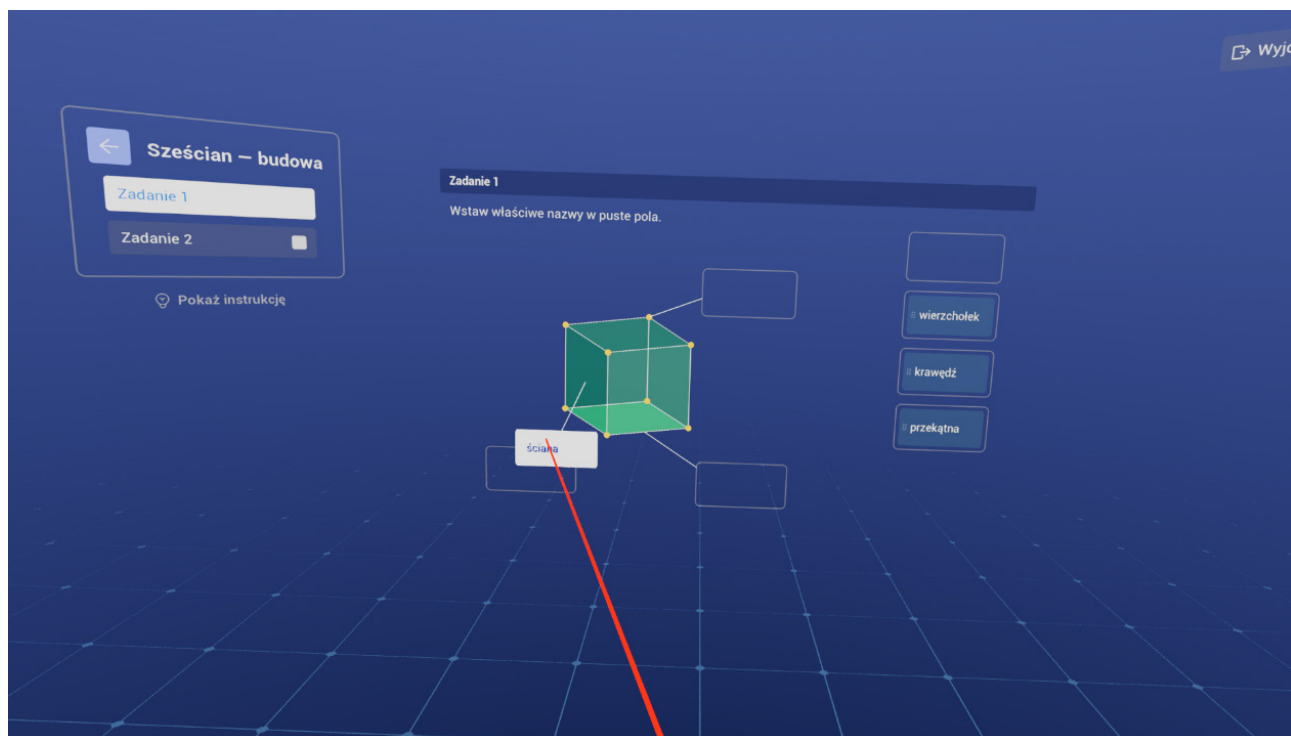 Wyjd
Sześcian — budowa
Zadanie 1
Zadanie 2
Pokaż instrukcję
Zadanie 1
Wstaw właściwe nazwy w puste pola.
wierzchołek
krawędź
przekątna
ściana